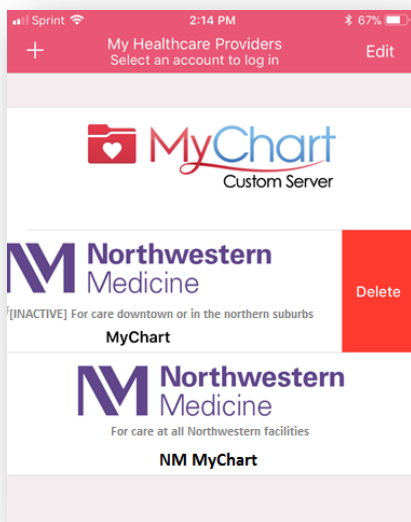 Sprint 2:14 PM 67%
+ My Healthcare Providers Edit
Select an account to log in
MyChart
Custom Server
NM Northwestern
Medicine
[INACTIVE] For care downtown or in the northern suburbs
MyChart
Delete
NM Northwestern
Medicine
For care at all Northwestern facilities
NM MyChart